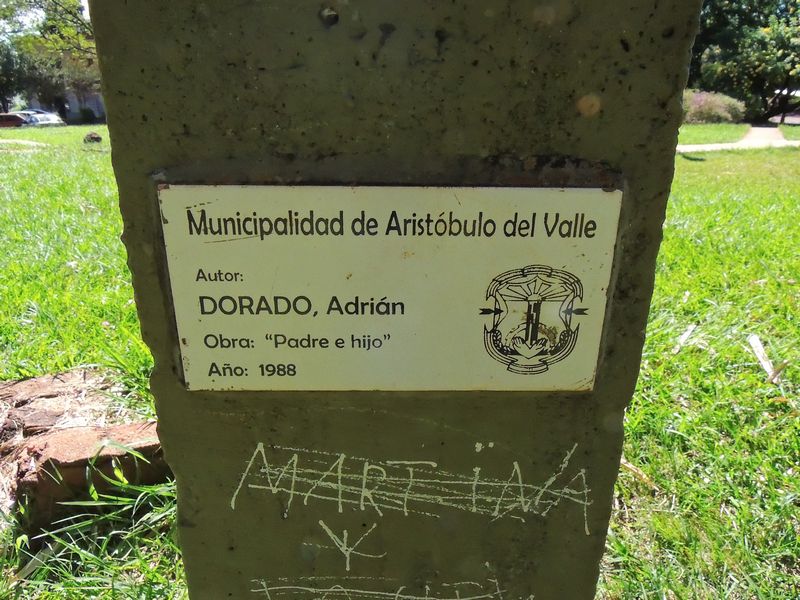 Municipalidad de Aristóbulo del Valle
Autor:
DORADO, Adrián
Obra: "Padre e hijo"
Año: 1988
MARTINA
Y